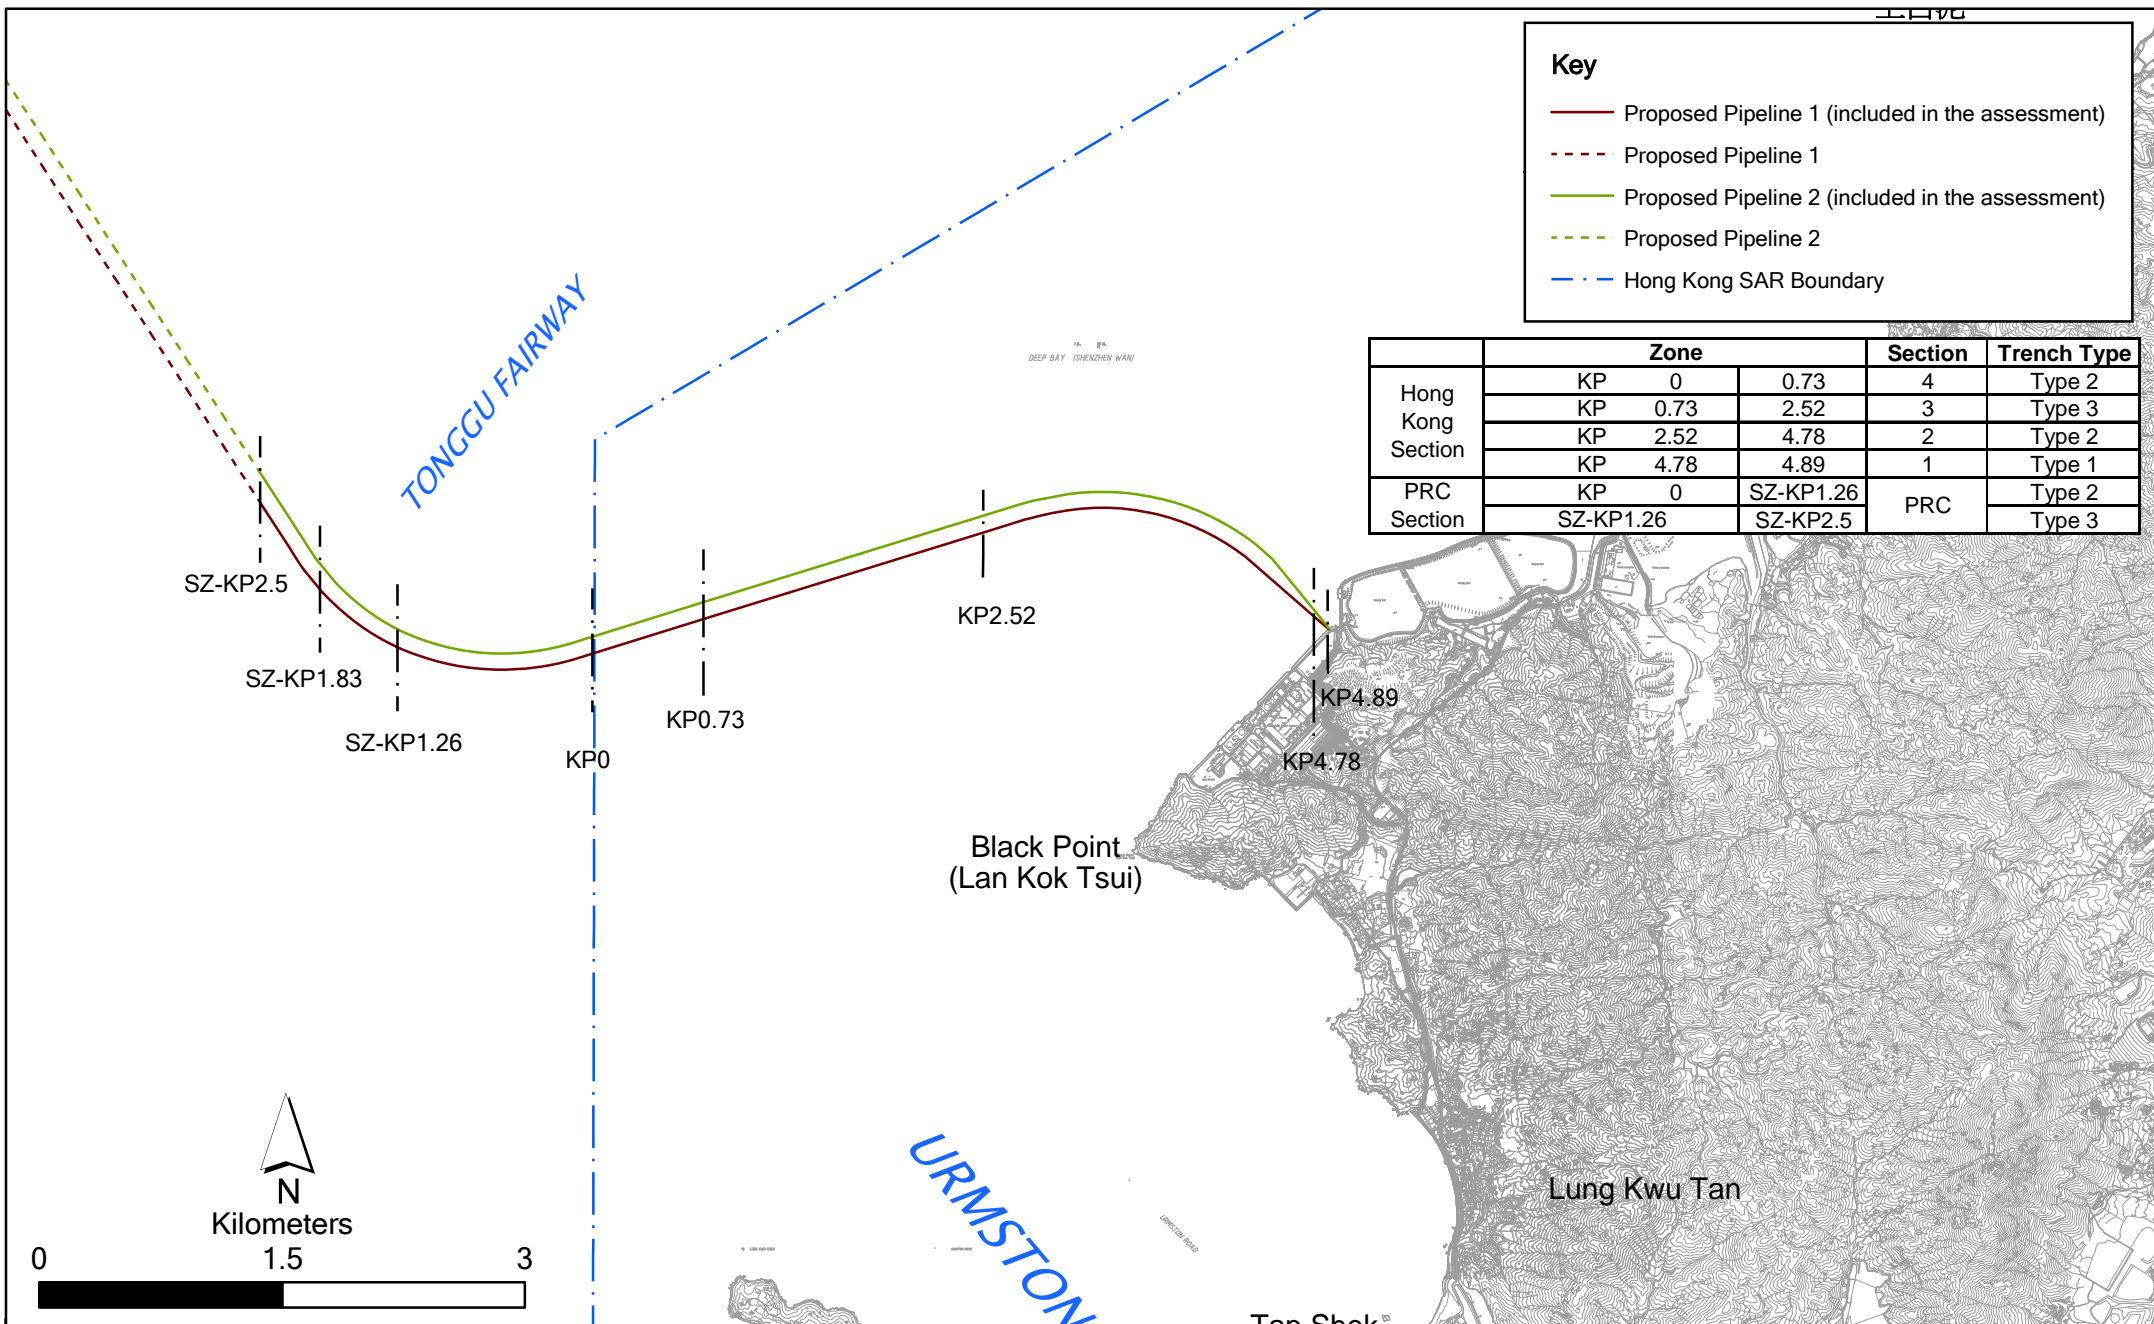 Key
Proposed Pipeline 1 (included in the assessment)
Proposed Pipeline 1
Proposed Pipeline 2 (included in the assessment)
Proposed Pipeline 2
Hong Kong SAR Boundary
Zone Section Trench Type
Hong Kong Section
KP 0 0.73 4 Type 2
KP 0.73 2.52 3 Type 3
KP 2.52 4.78 2 Type 2
KP 4.78 4.89 1 Type 1
PRC Section
KP 0 SZ-KP1.26 PRC Type 2
SZ-KP1.26 SZ-KP2.5 Type 3
TONGGU FAIRWAY
DEEP BAY (SHENZHEN WAN)
SZ-KP2.5
SZ-KP1.83
SZ-KP1.26
KP0
KP0.73
KP2.52
KP4.89
KP4.78
Black Point
(Lan Kok Tsui)
Lung Kwu Tan
URMSTON
URMSTON ROAD
Tap Shek
N
Kilometers
0 1.5 3